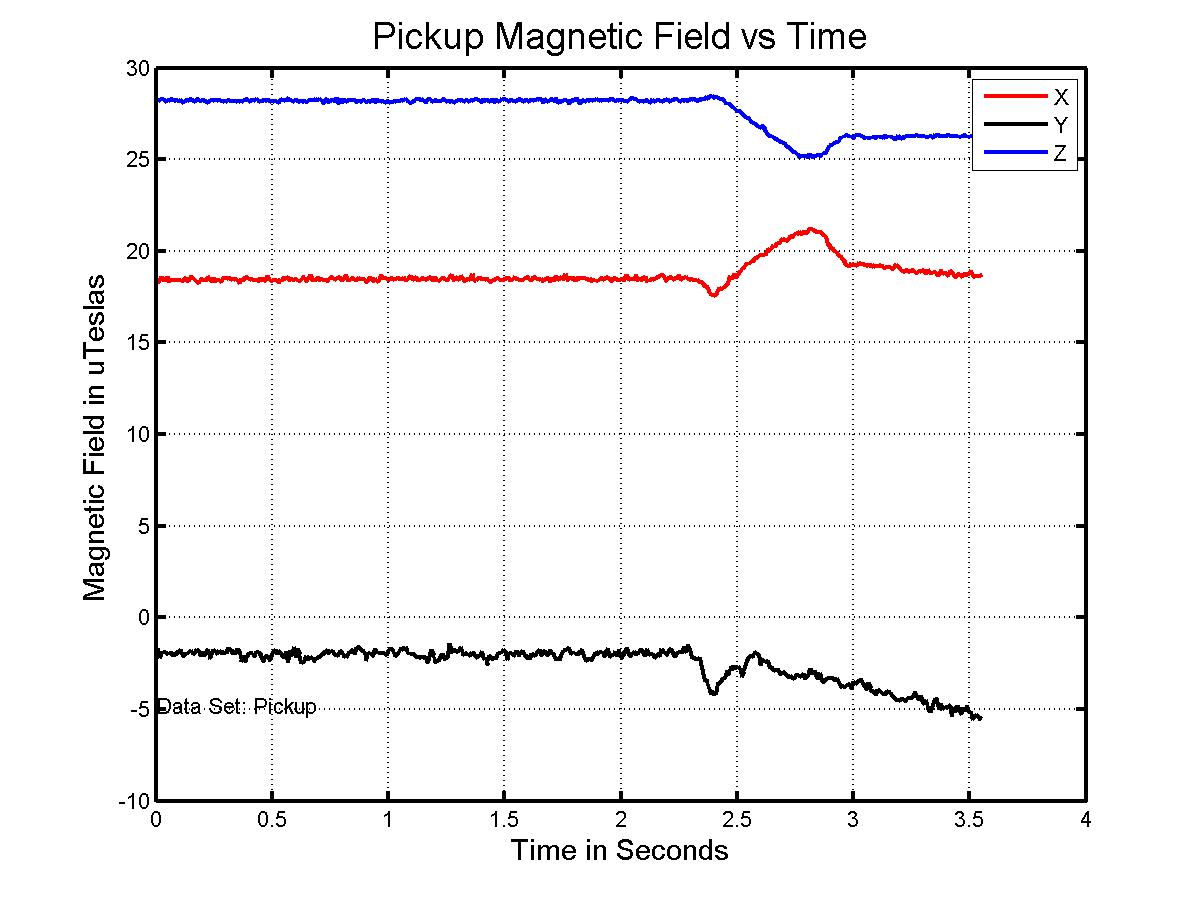 Pickup Magnetic Field vs Time
Magnetic Field in uTeslas
30
25
20
15
10
5
0
-5
-10
X
Y
Z
Data Set: Pickup
0 0.5 1 1.5 2 2.5 3 3.5 4
Time in Seconds